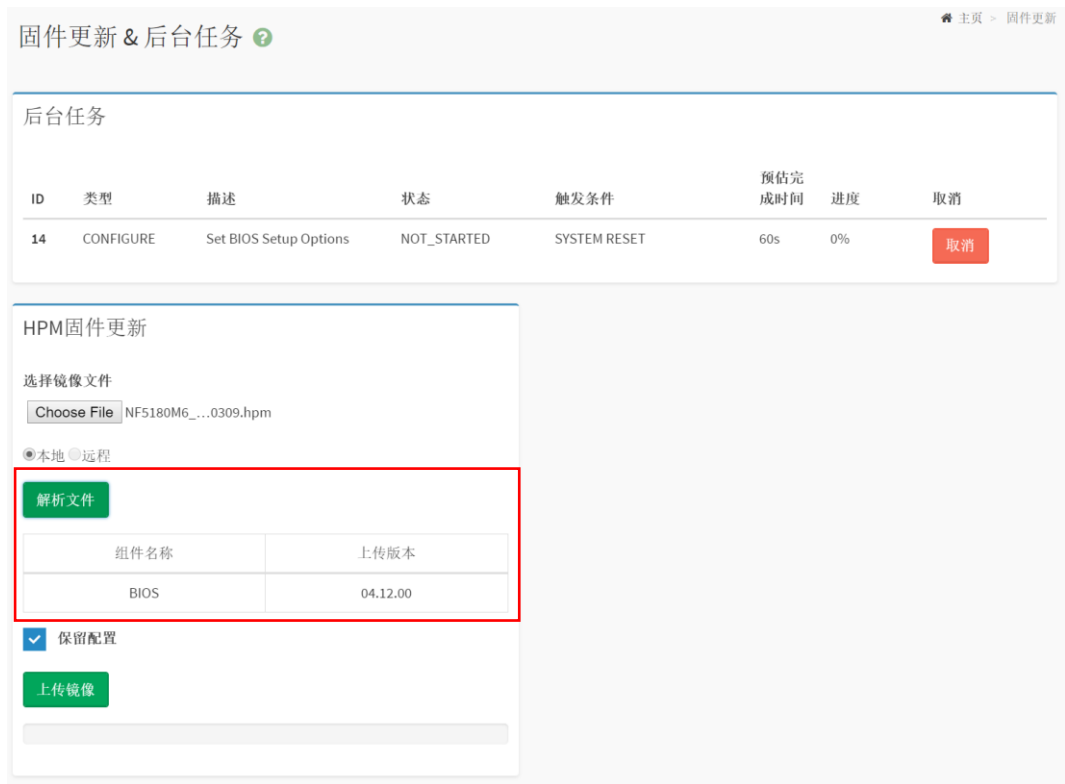 主页 > 固件更新
固件更新 & 后台任务
后台任务
ID 类型 描述 状态 触发条件 预估完成时间 进度 取消
14 CONFIGURE Set BIOS Setup Options NOT_STARTED SYSTEM RESET 60s 0% 取消
HPM固件更新
选择镜像文件
Choose File NF5180M6_...0309.hpm
本地 远程
解析文件
组件名称 上传版本
BIOS 04.12.00
保留配置
上传镜像